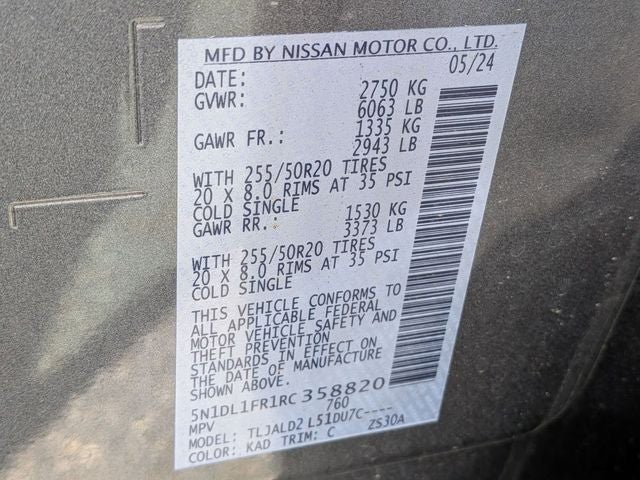 MFD BY NISSAN MOTOR CO., LTD.
DATE: 05/24
GVWR: 2750 KG
6063 LB
GAWR FR.: 1335 KG
2943 LB
WITH 255/50R20 TIRES
20 X 8.0 RIMS AT 35 PSI
COLD SINGLE
GAWR RR.: 1530 KG
3373 LB
WITH 255/50R20 TIRES
20 X 8.0 RIMS AT 35 PSI
COLD SINGLE
THIS VEHICLE CONFORMS TO
ALL APPLICABLE FEDERAL
MOTOR VEHICLE SAFETY AND
THEFT PREVENTION
STANDARDS IN EFFECT ON
THE DATE OF MANUFACTURE
SHOWN ABOVE.
5N1DL1FR1RC358820
MPV 760
MODEL: TLJALD2 L51DU7C----
COLOR: KAD TRIM: C ZS30A